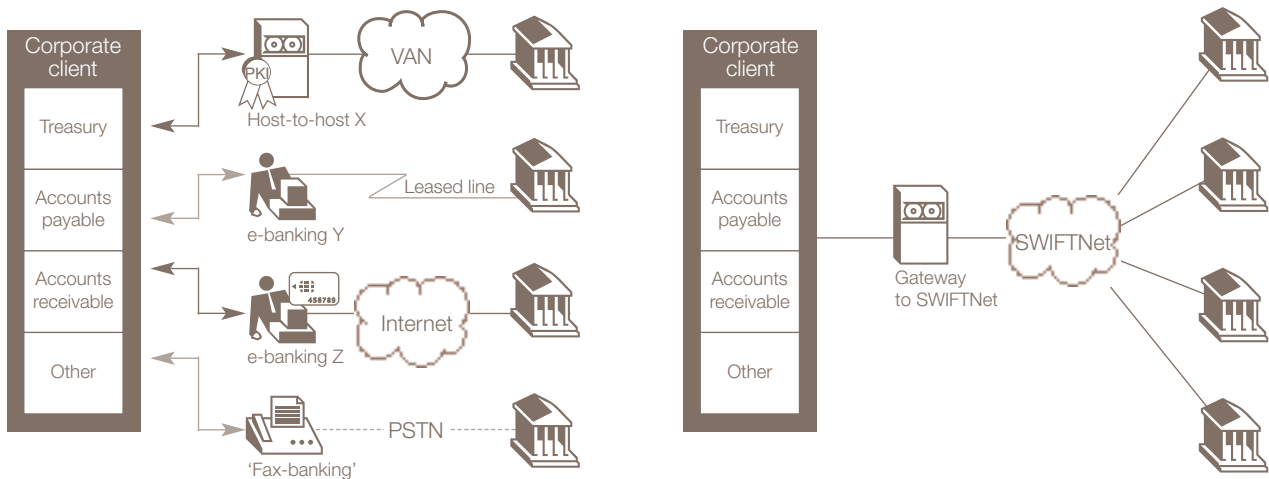 Corporate
client
Treasury
Accounts
payable
Accounts
receivable
Other
PKI
Host-to-host X
VAN
e-banking Y
Leased line
456789
e-banking Z
Internet
'Fax-banking'
PSTN
Corporate
client
Treasury
Accounts
payable
Accounts
receivable
Other
Gateway
to SWIFTNet
SWIFTNet